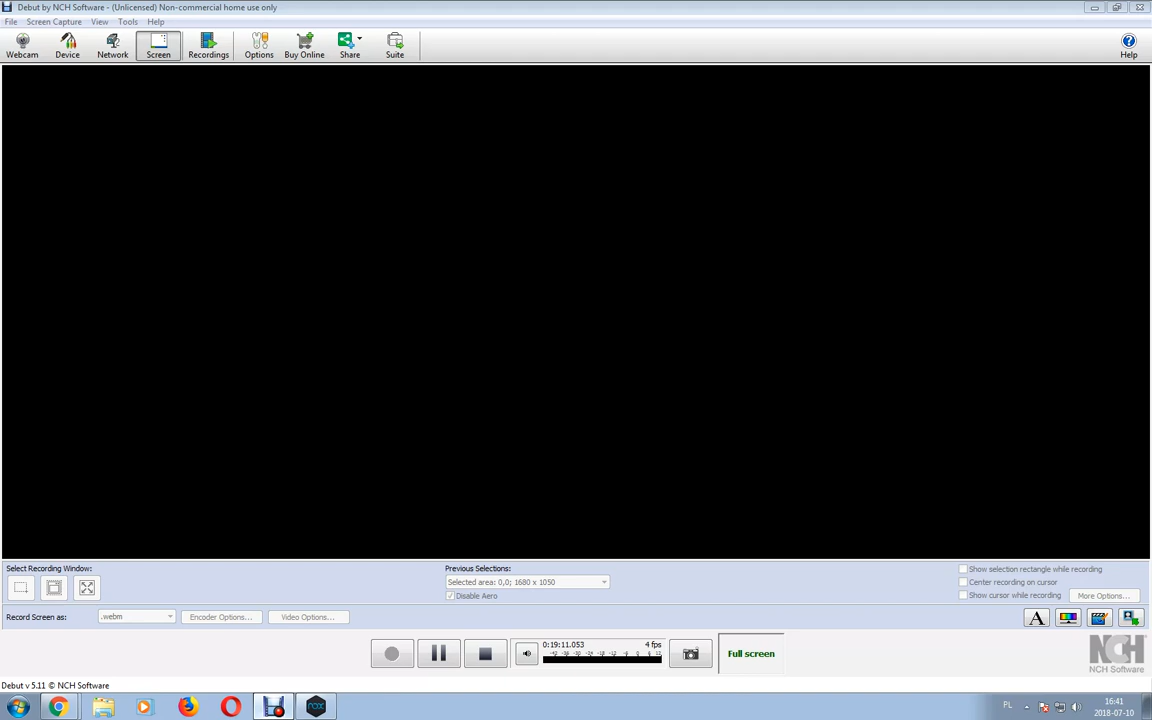 Debut by NCH Software - (Unlicensed) Non-commercial home use only
File Screen Capture View Tools Help
Webcam Device Network Screen Recordings Options Buy Online Share Suite Help
Select Recording Window:
Previous Selections:
Selected area: 0,0; 1680 x 1050
Disable Aero
Show selection rectangle while recording
Center recording on cursor
Show cursor while recording
More Options...
Record Screen as: .webm Encoder Options... Video Options...
A
0:19:11.053 4 fps
Full screen
NCH
NCH Software
Debut v 5.11 © NCH Software
nox
PL
16:41
2018-07-10